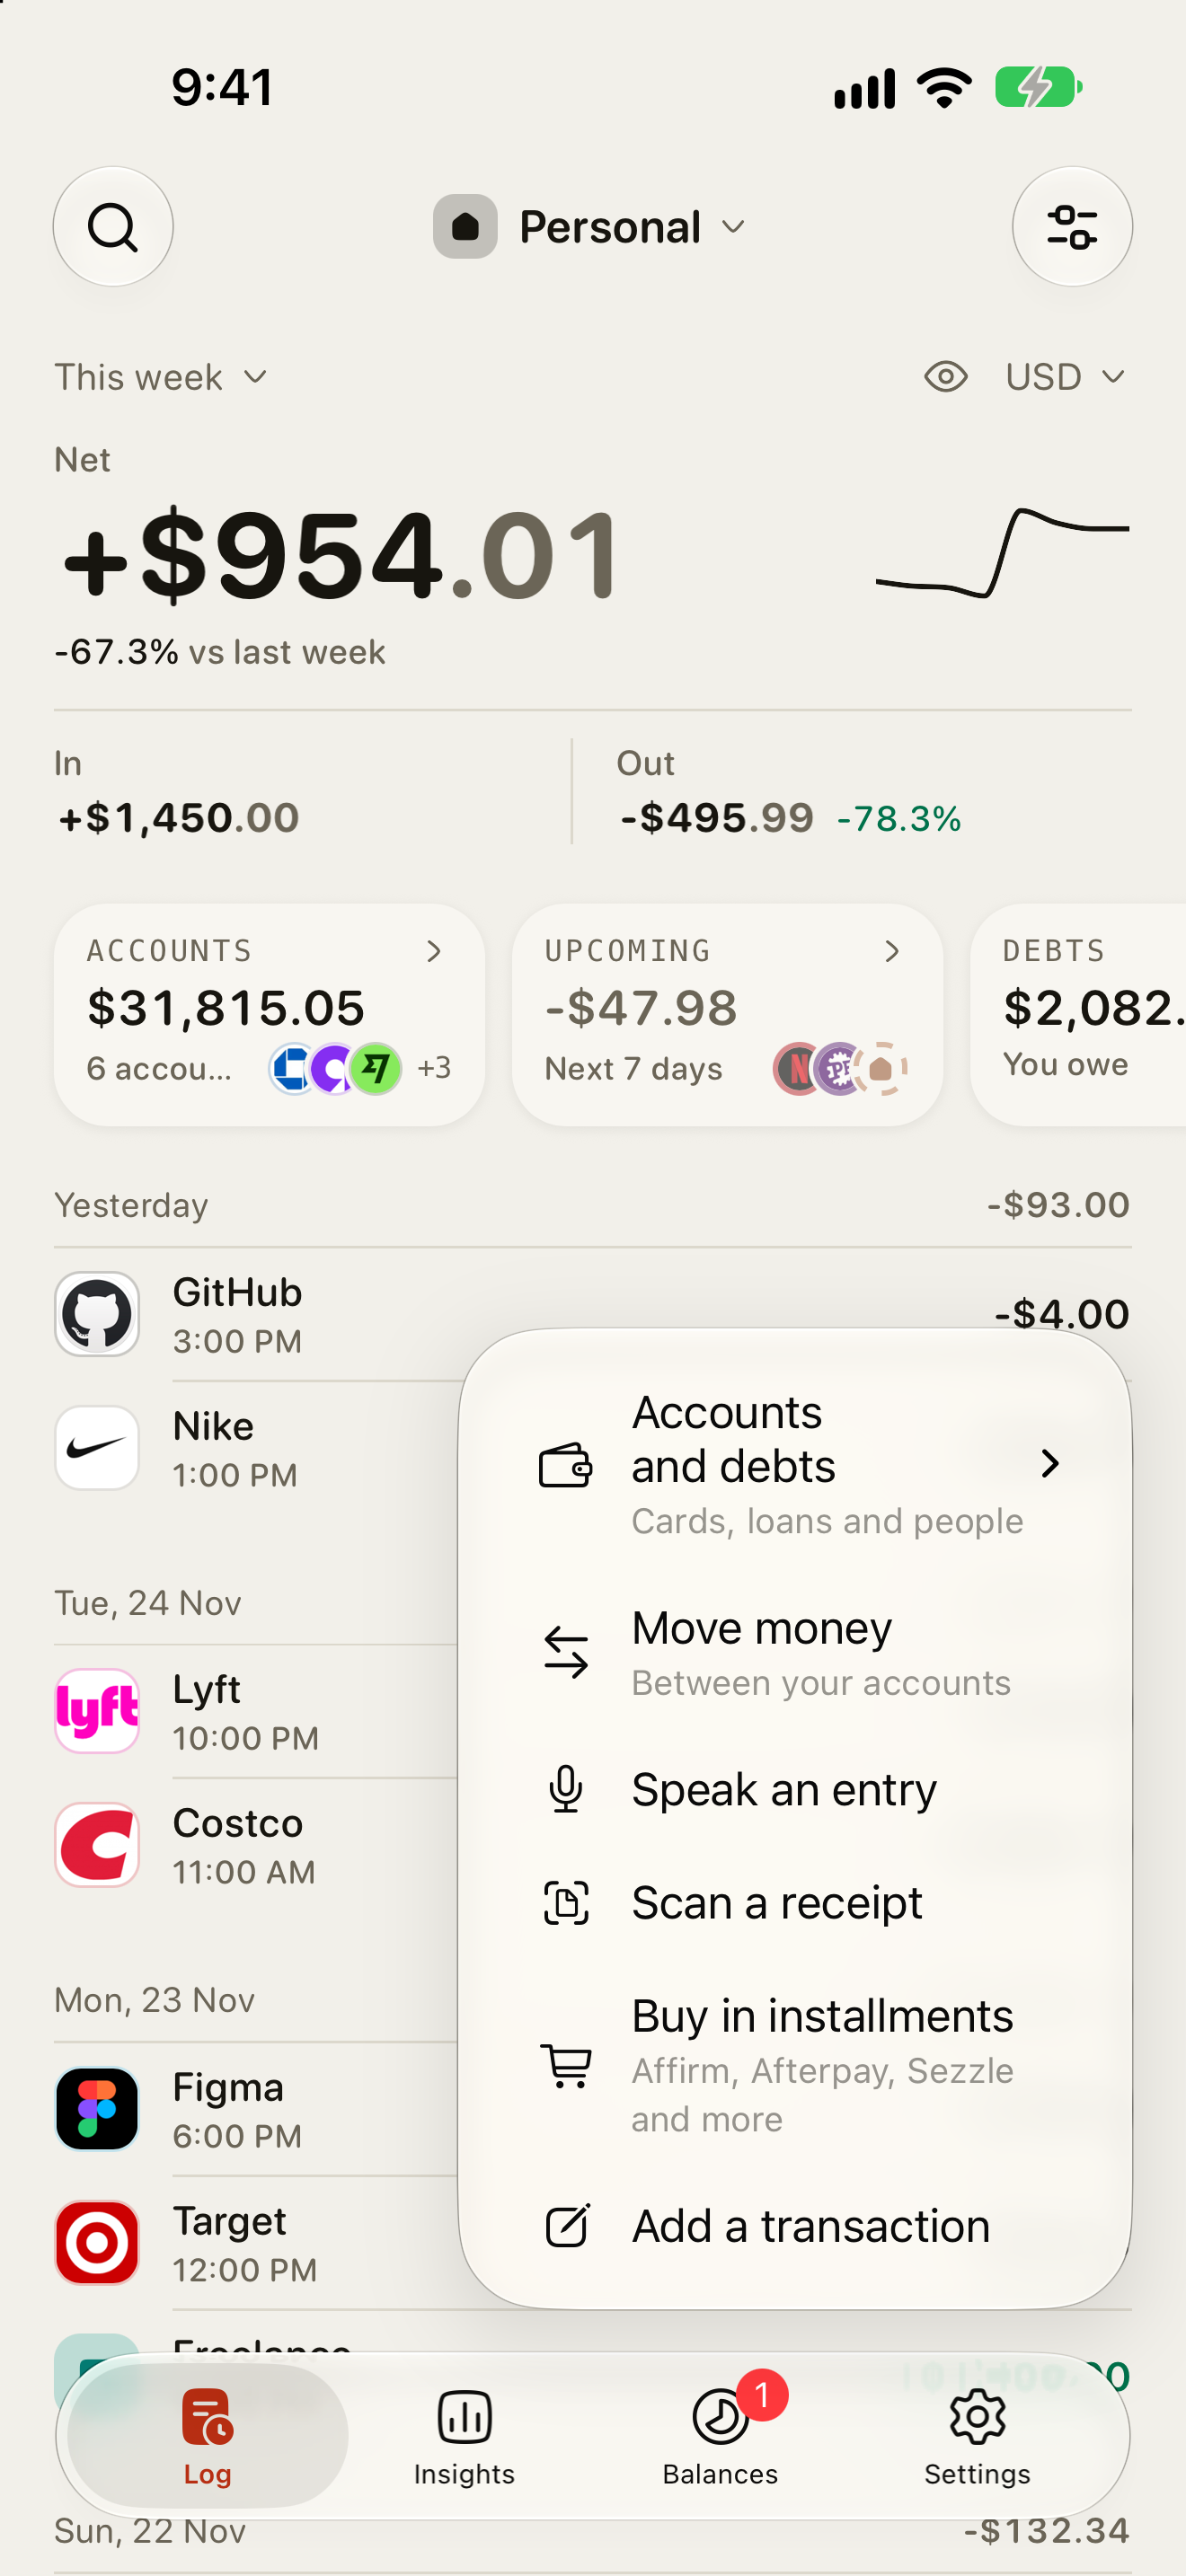 9:41
Personal
This week
USD
Net
+$954.01
-67.3% vs last week
In
Out
+$1,450.00
-$495.99 -78.3%
ACCOUNTS
$31,815.05
6 accou...
+3
UPCOMING
-$47.98
Next 7 days
DEBTS
$2,082.
You owe
Yesterday
-$93.00
GitHub
-$4.00
3:00 PM
Nike
1:00 PM
Tue, 24 Nov
lyft
Lyft
10:00 PM
Costco
11:00 AM
Mon, 23 Nov
Figma
6:00 PM
Target
12:00 PM
Freelance
Accounts
and debts
Cards, loans and people
Move money
Between your accounts
Speak an entry
Scan a receipt
Buy in installments
Affirm, Afterpay, Sezzle
and more
Add a transaction
Log
Insights
1
Balances
Settings
Sun, 22 Nov
-$132.34